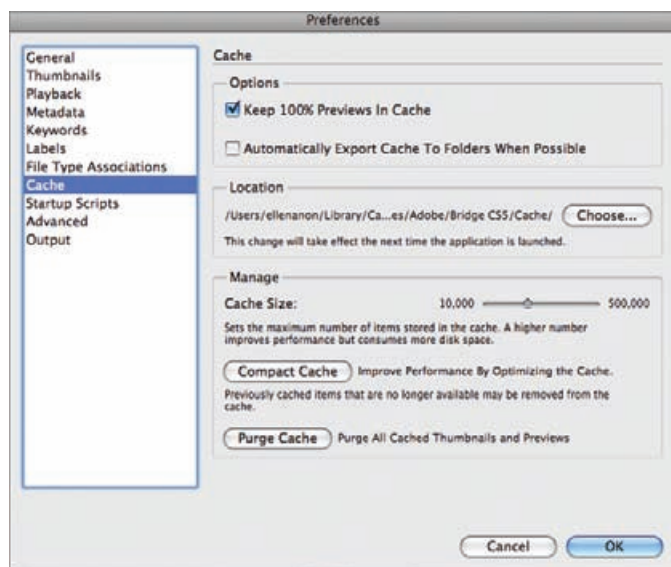 Preferences
General
Thumbnails
Playback
Metadata
Keywords
Labels
File Type Associations
Cache
Startup Scripts
Advanced
Output
Cache
Options
Keep 100% Previews In Cache
Automatically Export Cache To Folders When Possible
Location
/Users/ellenanon/Library/Ca...es/Adobe/Bridge CS5/Cache/ Choose...
This change will take effect the next time the application is launched.
Manage
Cache Size: 10,000 500,000
Sets the maximum number of items stored in the cache. A higher number
improves performance but consumes more disk space.
Compact Cache Improve Performance By Optimizing the Cache.
Previously cached items that are no longer available may be removed from the
cache.
Purge Cache Purge All Cached Thumbnails and Previews
Cancel OK